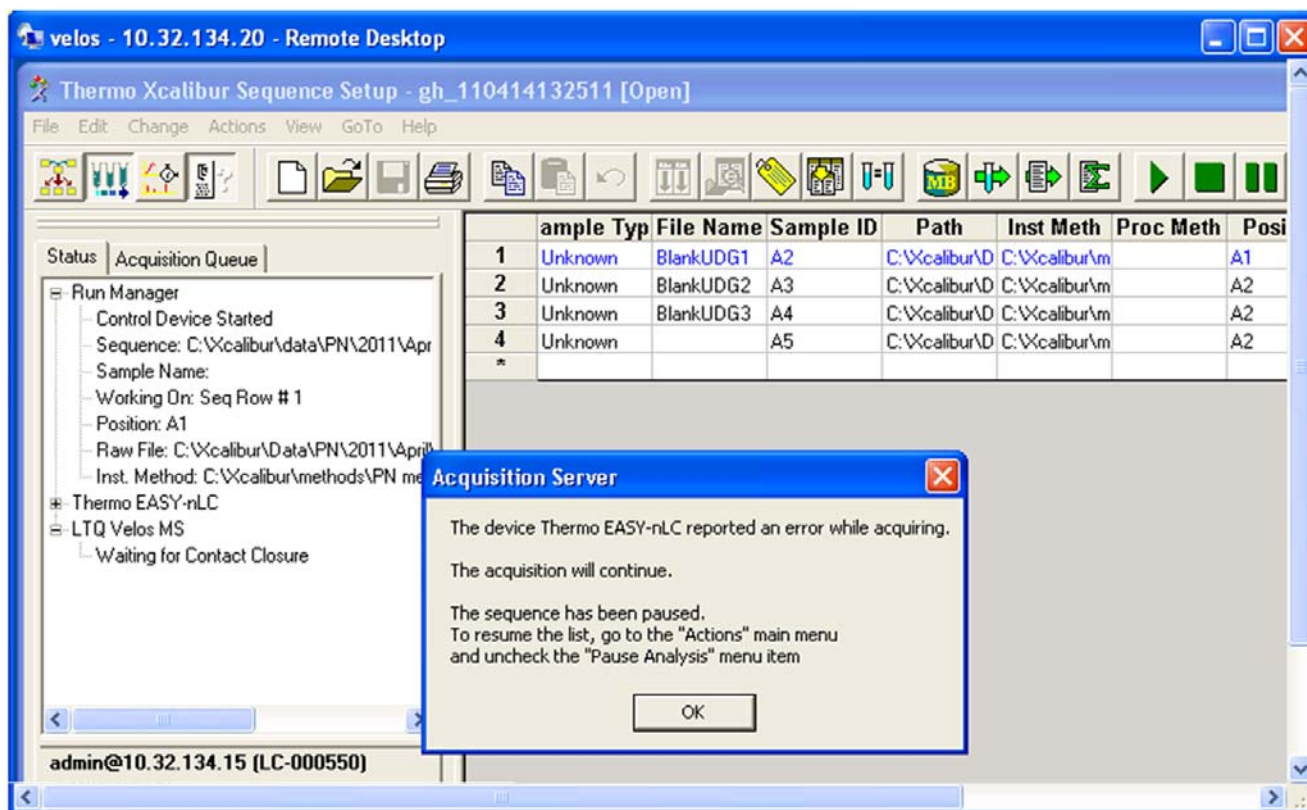 velos - 10.32.134.20 - Remote Desktop
Thermo Xcalibur Sequence Setup - gh_110414132511 [Open]
File Edit Change Actions View GoTo Help
MB
Status Acquisition Queue
Run Manager
Control Device Started
Sequence: C:\Xcalibur\data\PN\2011\Apr
Sample Name:
Working On: Seq Row # 1
Position: A1
Raw File: C:\Xcalibur\Data\PN\2011\April\
Inst. Method: C:\Xcalibur\methods\PN me
Thermo EASY-nLC
LTQ Velos MS
Waiting for Contact Closure
admin@10.32.134.15 (LC-000550)
ample Typ File Name Sample ID Path Inst Meth Proc Meth Posi
1 Unknown BlankUDG1 A2 C:\Xcalibur\D C:\Xcalibur\m A1
2 Unknown BlankUDG2 A3 C:\Xcalibur\D C:\Xcalibur\m A2
3 Unknown BlankUDG3 A4 C:\Xcalibur\D C:\Xcalibur\m A2
4 Unknown A5 C:\Xcalibur\D C:\Xcalibur\m A2
*
Acquisition Server
The device Thermo EASY-nLC reported an error while acquiring.
The acquisition will continue.
The sequence has been paused.
To resume the list, go to the "Actions" main menu
and uncheck the "Pause Analysis" menu item
OK